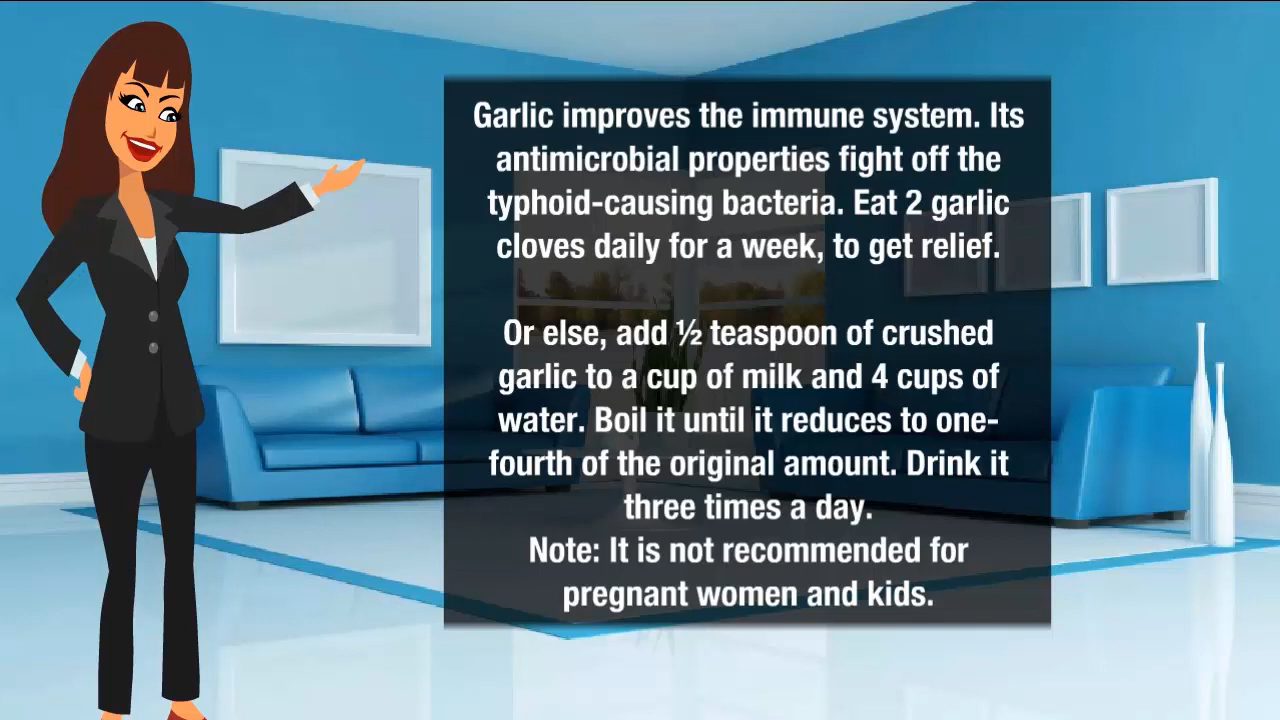 Garlic improves the immune system. Its
antimicrobial properties fight off the
typhoid-causing bacteria. Eat 2 garlic
cloves daily for a week, to get relief.
Or else, add ½ teaspoon of crushed
garlic to a cup of milk and 4 cups of
water. Boil it until it reduces to one-
fourth of the original amount. Drink it
three times a day.
Note: It is not recommended for
pregnant women and kids.